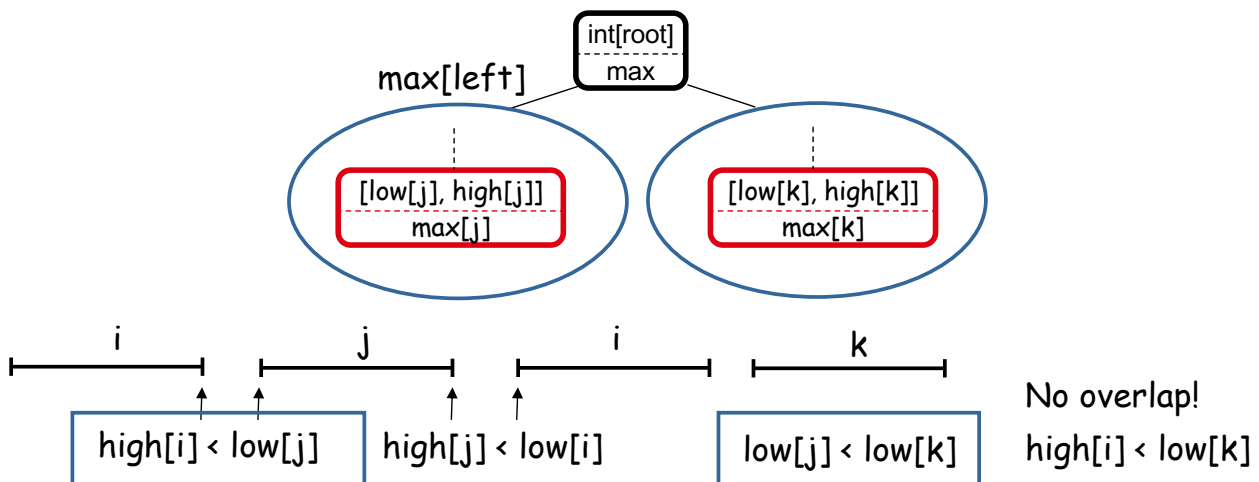 int[root]
max
max[left]
[low[j], high[j]]
max[j]
[low[k], high[k]]
max[k]
i
j
i
k
No overlap!
high[i] < low[j]
high[j] < low[i]
low[j] < low[k]
high[i] < low[k]